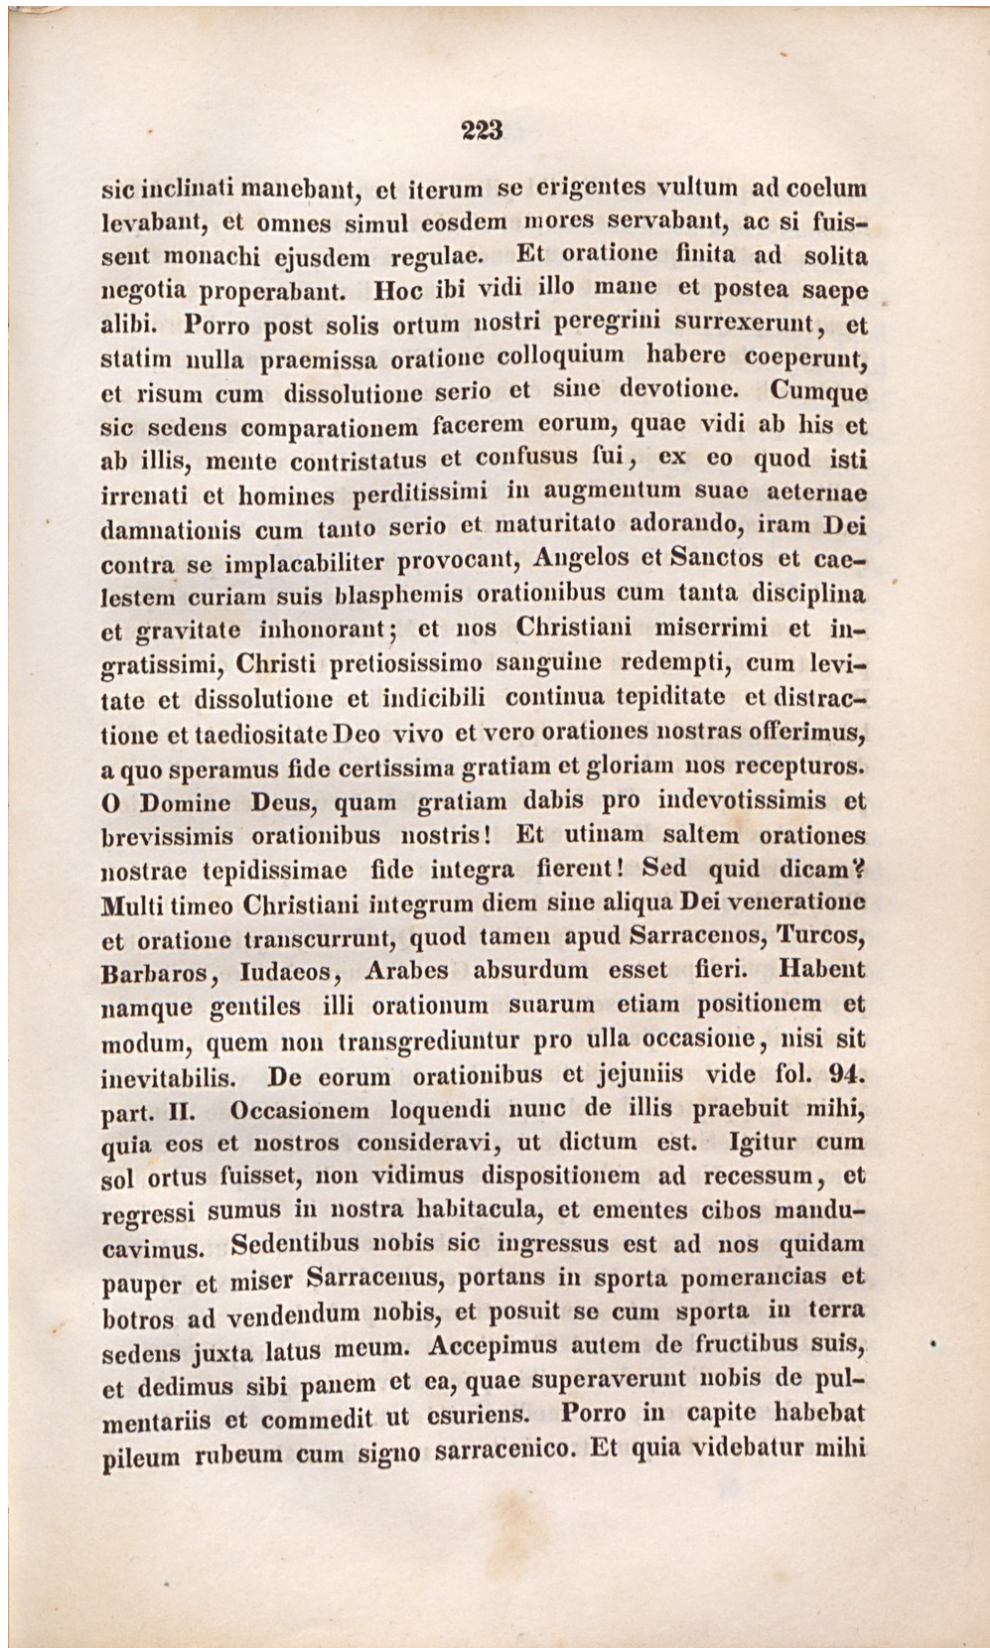 223
sic inclinati manebant, et iterum se erigentes vultum ad coelum
levabant, et omnes simul eosdem mores servabant, ac si fuis-
sent monachi ejusdem regulae. Et oratione finita ad solita
negotia properabant. Hoc ibi vidi illo mane et postea saepe
alibi. Porro post solis ortum nostri peregrini surrexerunt, et
statim nulla praemissa oratione colloquium habere coeperunt,
et risum cum dissolutione serio et sine devotione. Cumque
sic sedens comparationem facerem eorum, quae vidi ab his et
ab illis, mente contristatus et confusus fui, ex eo quod isti
irrenati et homines perditissimi in augmentum suae aeternae
damnationis cum tanto serio et maturitato adorando, iram Dei
contra se implacabiliter provocant, Angelos et Sanctos et cae-
lestem curiam suis blasphemis orationibus cum tanta disciplina
et gravitate inhonorant; et nos Christiani miserrimi et in-
gratissimi, Christi pretiosissimo sanguine redempti, cum levi-
tate et dissolutione et indicibili continua tepiditate et distrac-
tione et taediositate Deo vivo et vero orationes nostras offerimus,
a quo speramus fide certissima gratiam et gloriam nos recepturos.
O Domine Deus, quam gratiam dabis pro indevotissimis et
brevissimis orationibus nostris! Et utinam saltem orationes
nostrae tepidissimae fide integra fierent! Sed quid dicam?
Multi timeo Christiani integrum diem sine aliqua Dei veneratione
et oratione transcurrunt, quod tamen apud Sarracenos, Turcos,
Barbaros, Iudaeos, Arabes absurdum esset fieri. Habent
namque gentiles illi orationum suarum etiam positionem et
modum, quem non transgrediuntur pro ulla occasione, nisi sit
inevitabilis. De eorum orationibus et jejuniis vide fol. 94.
part. II. Occasionem loquendi nunc de illis praebuit mihi,
quia eos et nostros consideravi, ut dictum est. Igitur cum
sol ortus fuisset, non vidimus dispositionem ad recessum, et
regressi sumus in nostra habitacula, et ementes cibos mandu-
cavimus. Sedentibus nobis sic ingressus est ad nos quidam
pauper et miser Sarracenus, portans in sporta pomerancias et
botros ad vendendum nobis, et posuit se cum sporta in terra
sedens juxta latus meum. Accepimus autem de fructibus suis,
et dedimus sibi panem et ea, quae superaverunt nobis de pul-
mentariis et commedit ut esuriens. Porro in capite habebat
pileum rubeum cum signo sarracenico. Et quia videbatur mihi